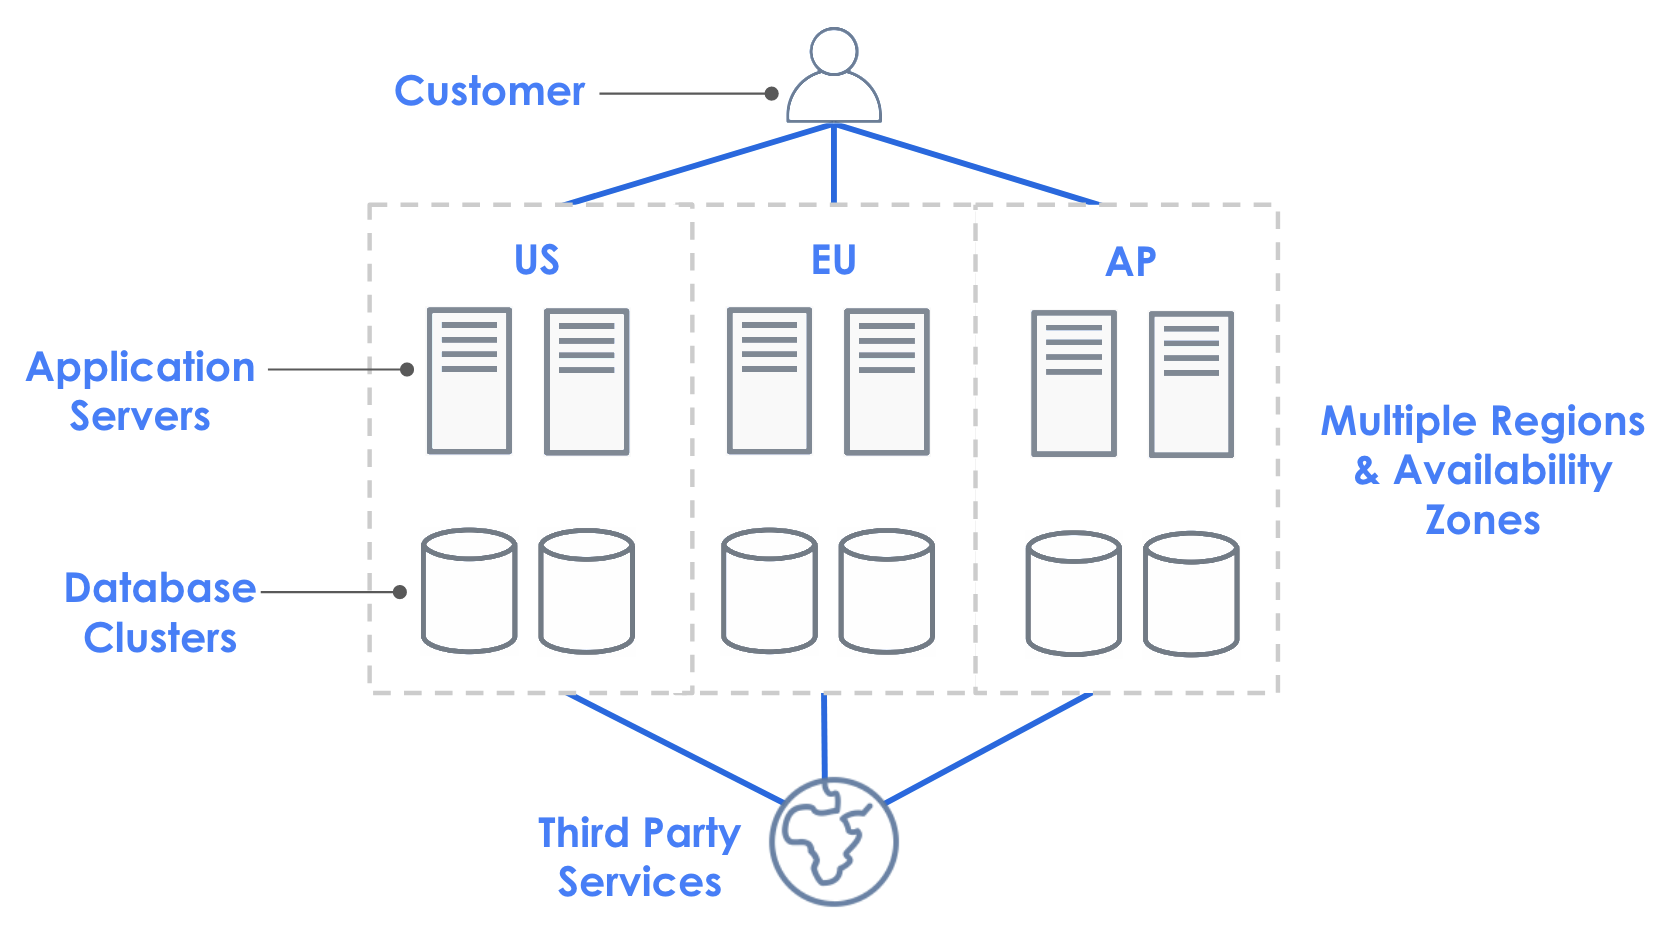 Customer
US
EU
AP
Application
Servers
Multiple Regions
& Availability
Zones
Database
Clusters
Third Party
Services